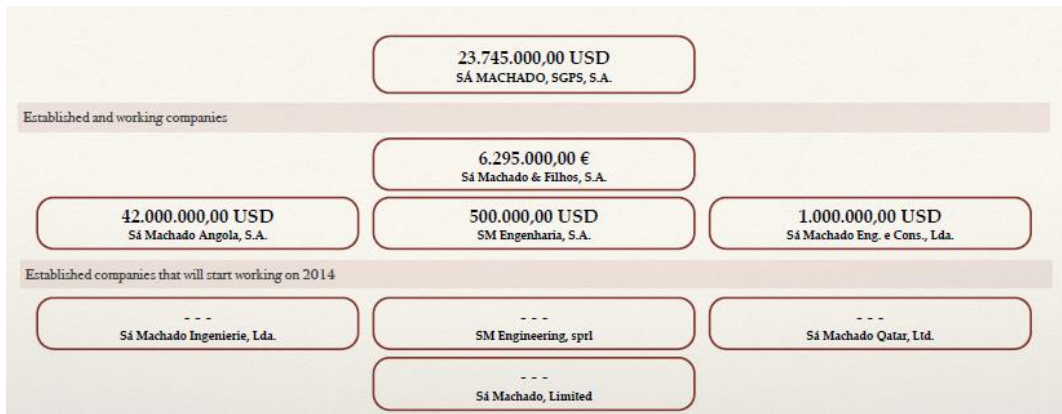 23.745.000,00 USD
SÁ MACHADO, SGPS, S.A.
Established and working companies
6.295.000,00 €
Sá Machado & Filhos, S.A.
42.000.000,00 USD
Sá Machado Angola, S.A.
500.000,00 USD
SM Engenharia, S.A.
1.000.000,00 USD
Sá Machado Eng. e Cons., Lda.
Established companies that will start working on 2014
- - -
Sá Machado Ingenierie, Lda.
- - -
SM Engineering, sprl
- - -
Sá Machado Qatar, Ltd.
- - -
Sá Machado, Limited